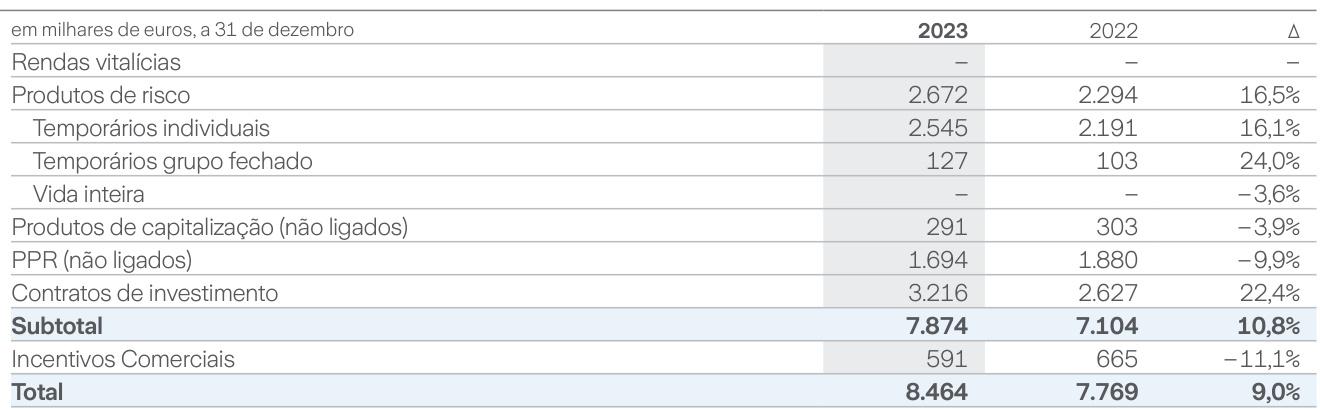 em milhares de euros, a 31 de dezembro 2023 2022 Δ
Rendas vitalícias – – –
Produtos de risco 2.672 2.294 16,5%
Temporários individuais 2.545 2.191 16,1%
Temporários grupo fechado 127 103 24,0%
Vida inteira – – –3,6%
Produtos de capitalização (não ligados) 291 303 –3,9%
PPR (não ligados) 1.694 1.880 –9,9%
Contratos de investimento 3.216 2.627 22,4%
Subtotal 7.874 7.104 10,8%
Incentivos Comerciais 591 665 –11,1%
Total 8.464 7.769 9,0%